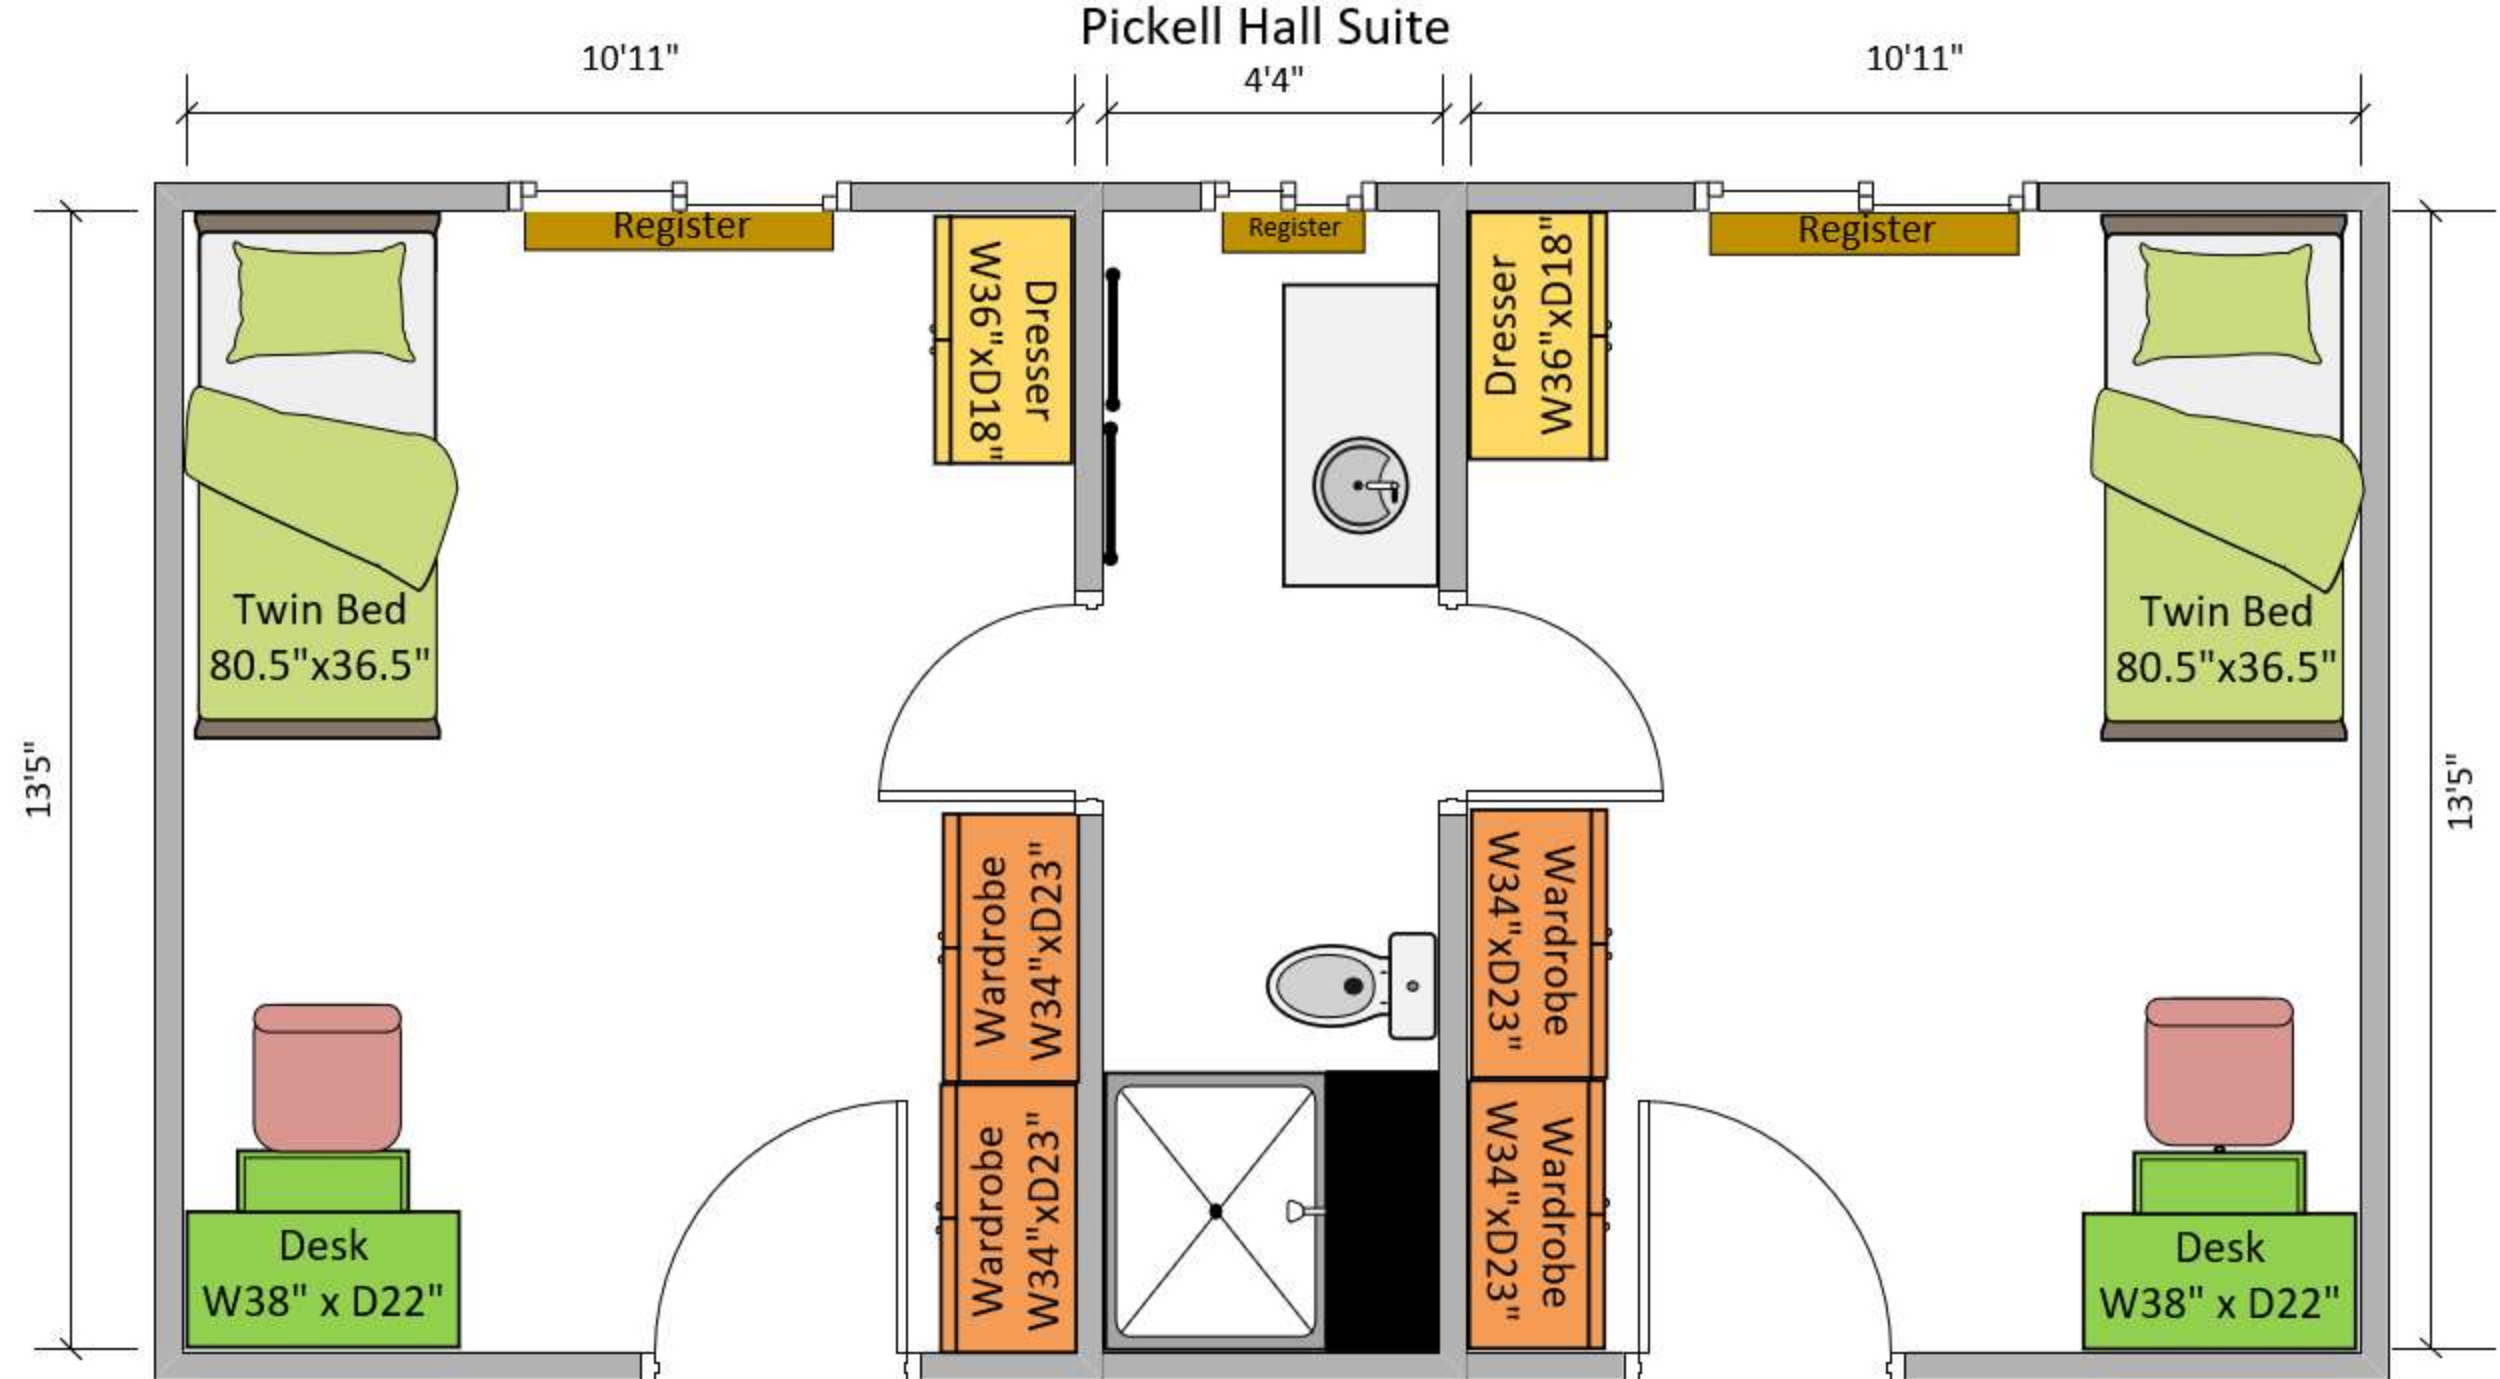 Pickell Hall Suite
10'11"
4'4"
10'11"
Register
Register
Register
Dresser
W36"xD18"
Dresser
W36"xD18"
Twin Bed
80.5"x36.5"
Twin Bed
80.5"x36.5"
13'5"
13'5"
Wardrobe
W34"xD23"
Wardrobe
W34"xD23"
Wardrobe
W34"xD23"
Wardrobe
W34"xD23"
Desk
W38" x D22"
Desk
W38" x D22"